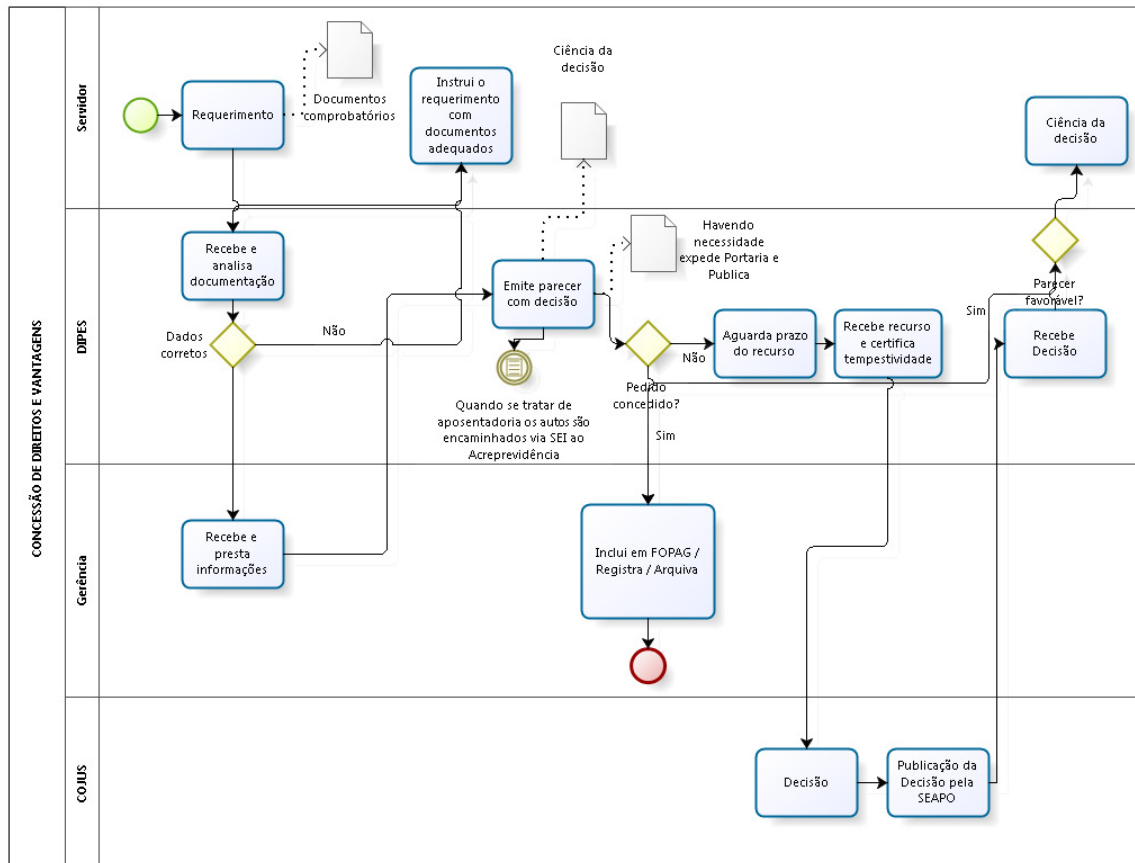 CONCESSÃO DE DIREITOS E VANTAGENS
Servidor
Requerimento
Documentos
comprobatórios
Instrui o
requerimento
com
documentos
adequados
Ciência da
decisão
Ciência da
decisão
DIPES
Recebe e
analisa
documentação
Dados
corretos
Não
Emite parecer
com decisão
Quando se tratar de
aposentadoria os autos são
encaminhados via SEI ao
Acreprevidência
Havendo
necessidade
expede Portaria e
Publica
Pedido
concedido?
Não
Sim
Aguarda prazo
do recurso
Recebe recurso
e certifica
tempestividade
Sim
Parecer
favorável?
Recebe
Decisão
Gerência
Recebe e
presta
informações
Inclui em FOPAG /
Registra / Arquiva
COJUS
Decisão
Publicação da
Decisão pela
SEAPO